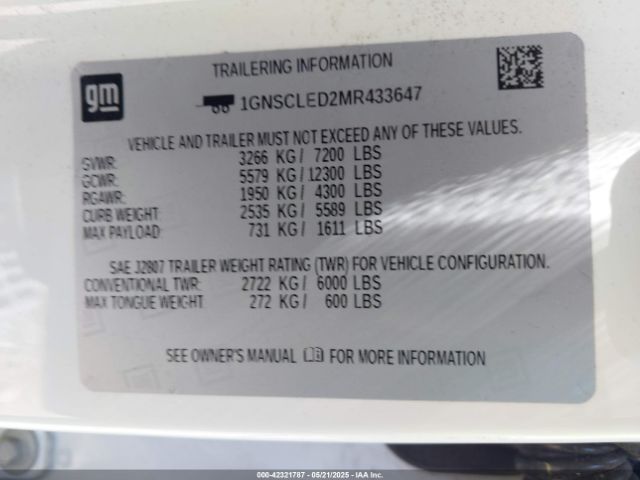 gm
TRAILERING INFORMATION
1GNSCLED2MR433647
VEHICLE AND TRAILER MUST NOT EXCEED ANY OF THESE VALUES.
GVWR: 3266 KG / 7200 LBS
GCWR: 5579 KG / 12300 LBS
RGAWR: 1950 KG / 4300 LBS
CURB WEIGHT: 2535 KG / 5589 LBS
MAX PAYLOAD: 731 KG / 1611 LBS
SAE J2807 TRAILER WEIGHT RATING (TWR) FOR VEHICLE CONFIGURATION.
CONVENTIONAL TWR: 2722 KG / 6000 LBS
MAX TONGUE WEIGHT: 272 KG / 600 LBS
SEE OWNER'S MANUAL FOR MORE INFORMATION
000-42321787 - 05/21/2025 - IAA Inc.